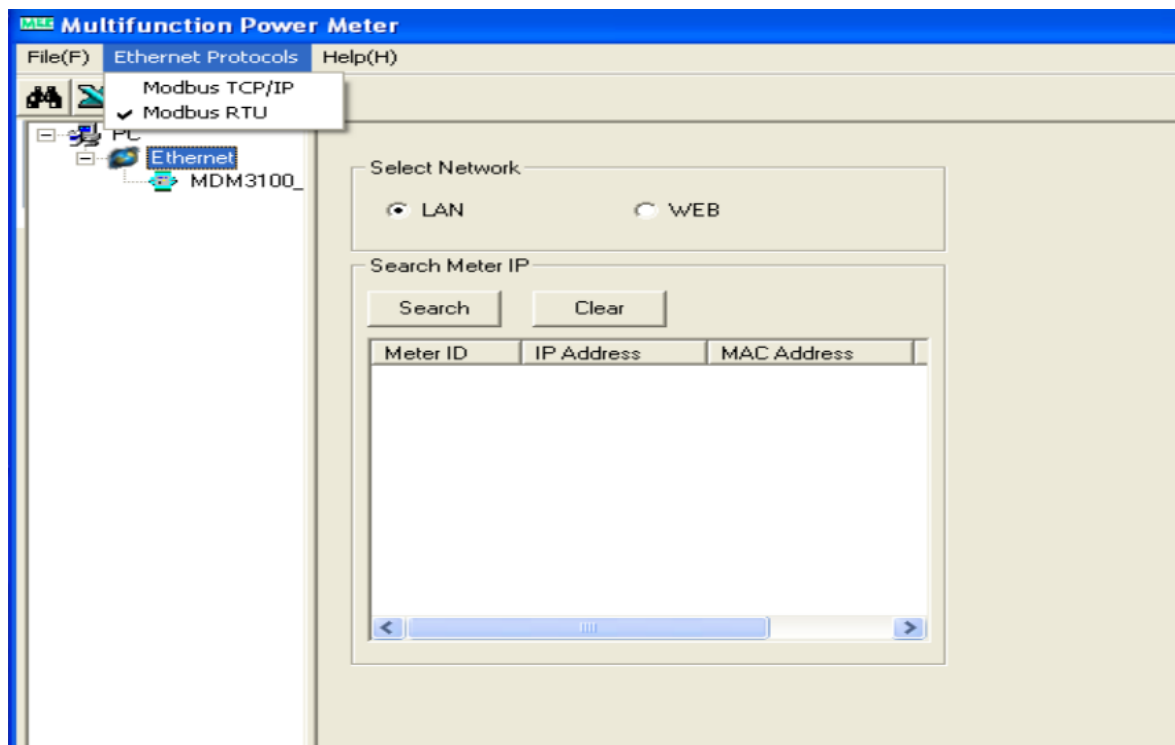 Multifunction Power Meter
File(F) Ethernet Protocols Help(H)
Modbus TCP/IP
Modbus RTU
PC
Ethernet
MDM3100_
Select Network
LAN WEB
Search Meter IP
Search Clear
Meter ID IP Address MAC Address